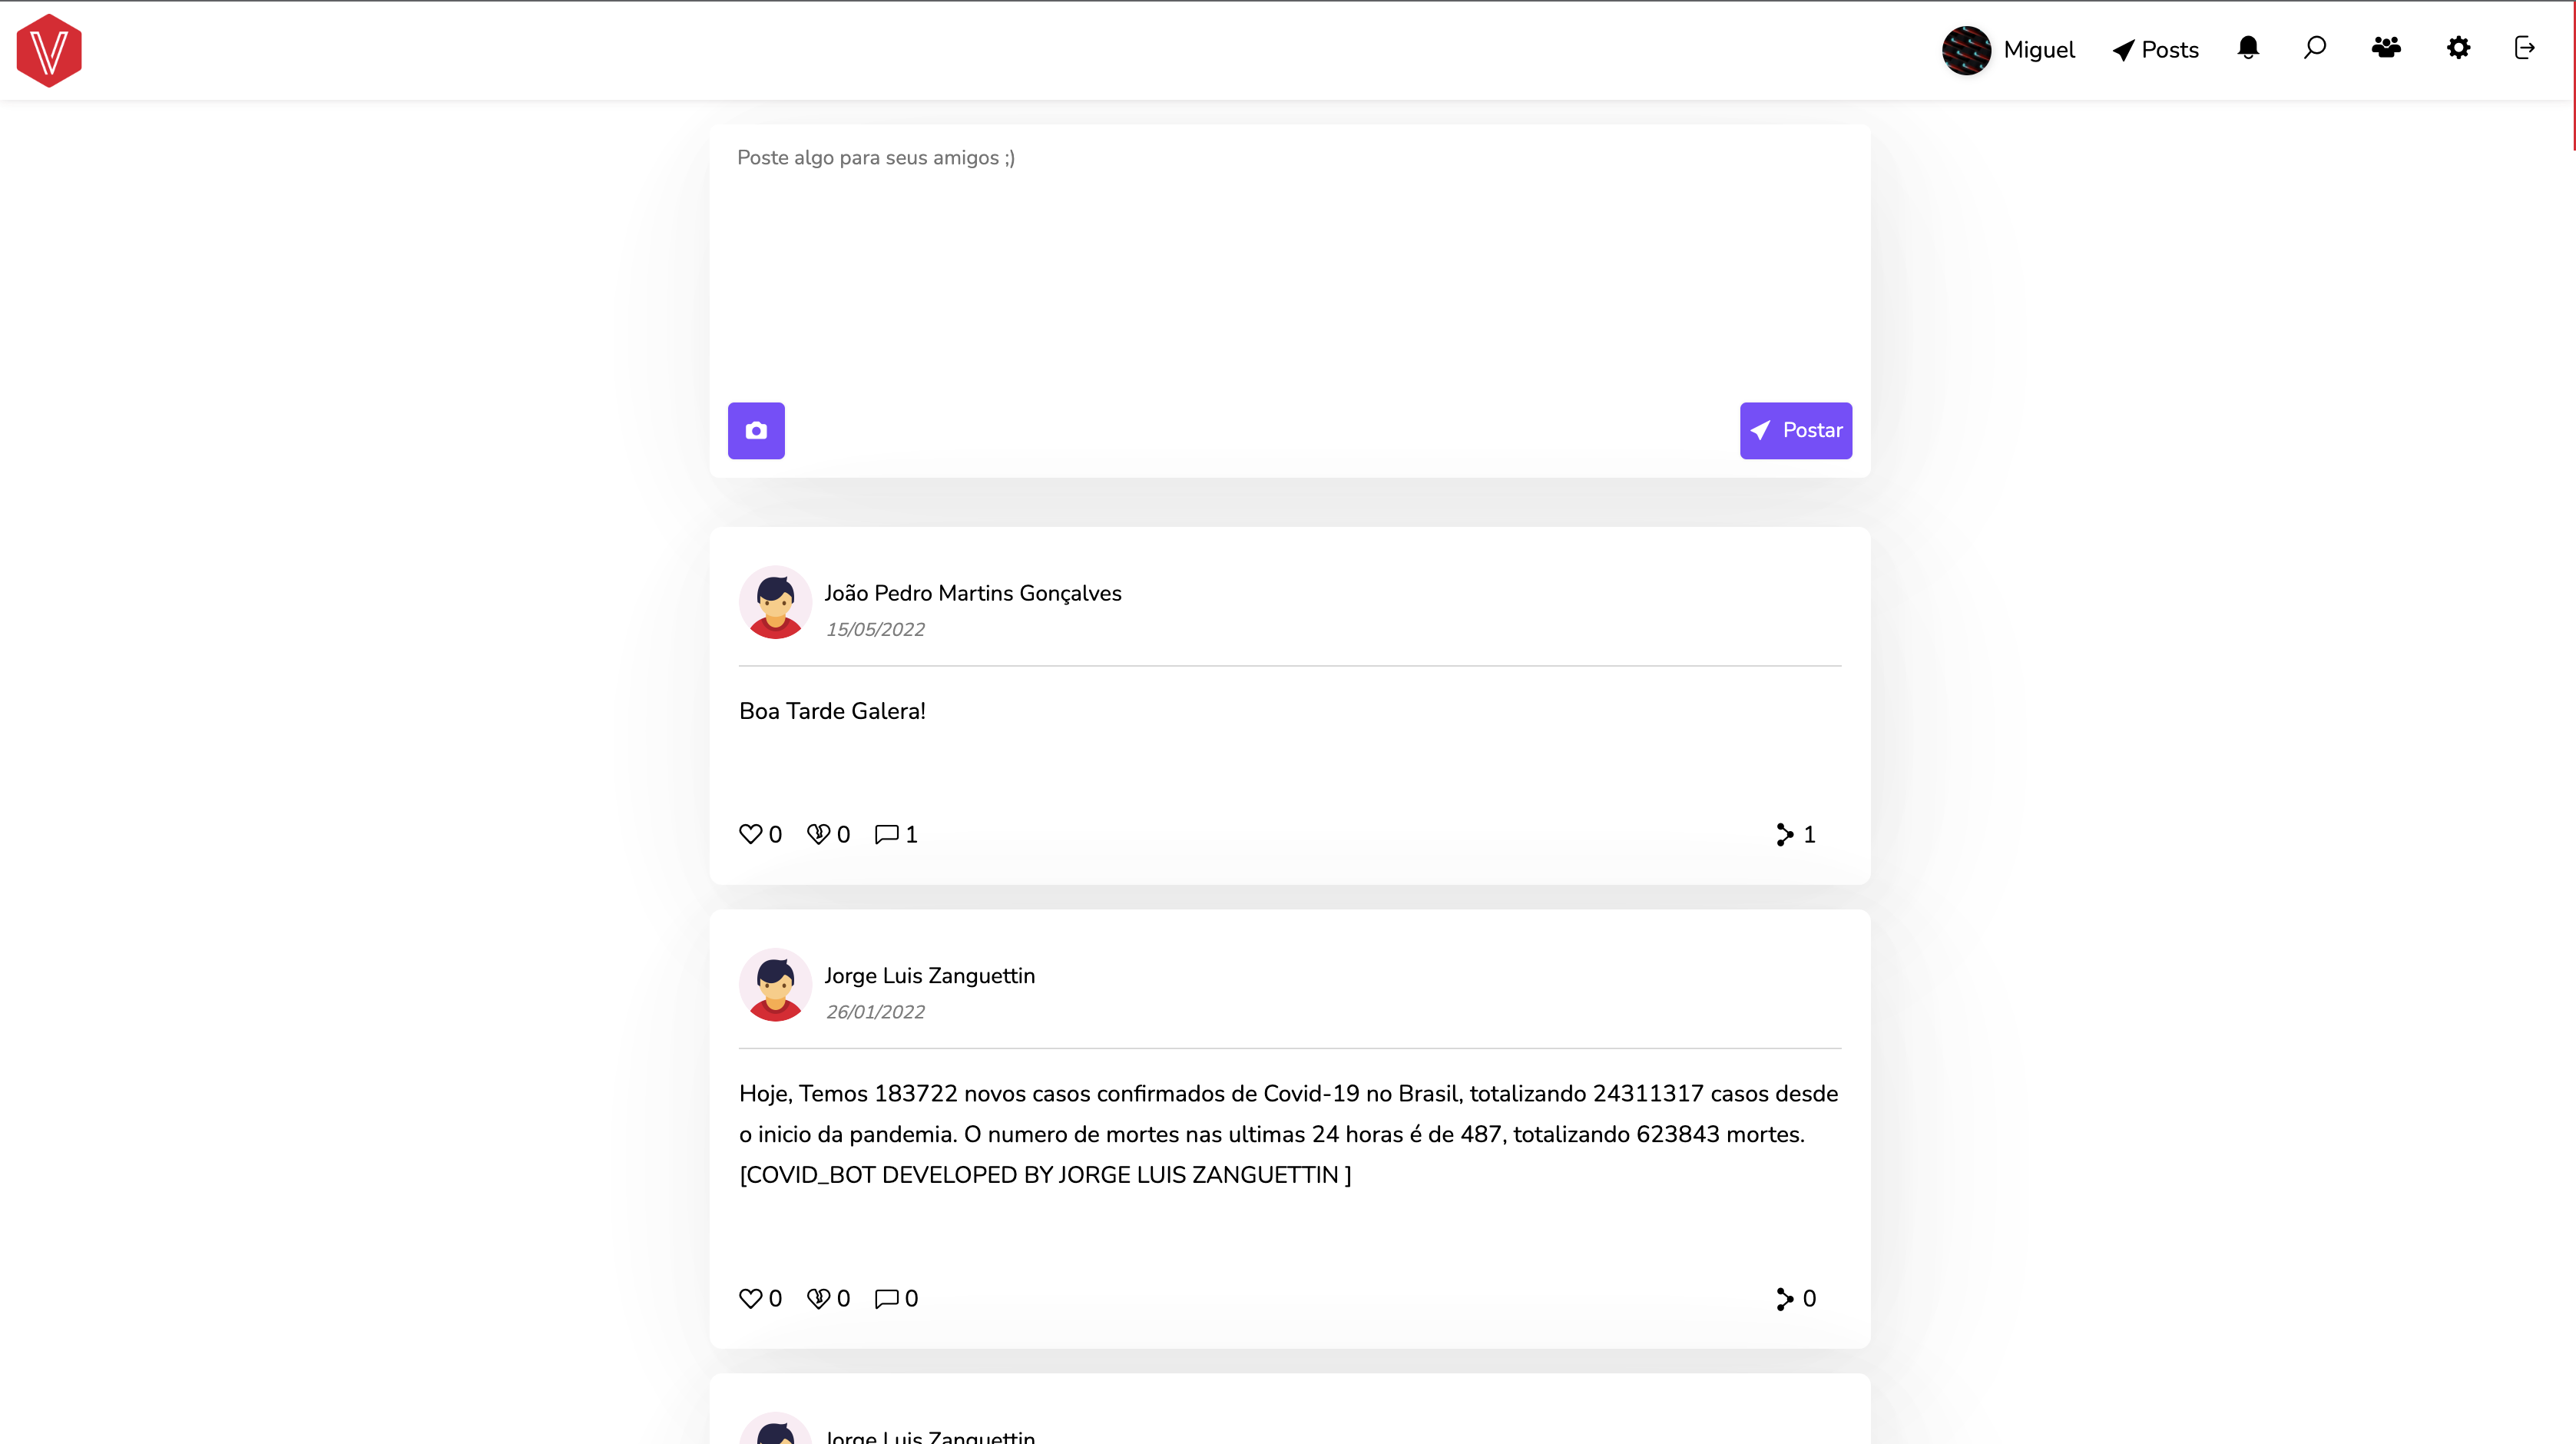 V
Miguel Posts
Poste algo para seus amigos ;)
Postar
João Pedro Martins Gonçalves
15/05/2022
Boa Tarde Galera!
0 0 1 1
Jorge Luis Zanguettin
26/01/2022
Hoje, Temos 183722 novos casos confirmados de Covid-19 no Brasil, totalizando 24311317 casos desde
o inicio da pandemia. O numero de mortes nas ultimas 24 horas é de 487, totalizando 623843 mortes.
[COVID_BOT DEVELOPED BY JORGE LUIS ZANGUETTIN ]
0 0 0 0
Jorge Luis Zanguettin